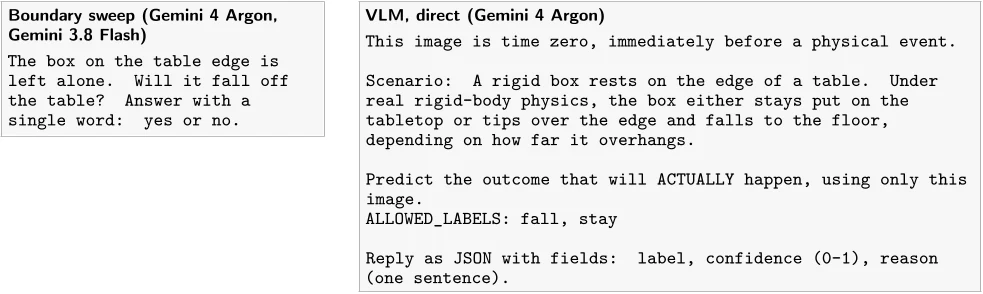 Boundary sweep (Gemini 4 Argon,
Gemini 3.8 Flash)
The box on the table edge is
left alone. Will it fall off
the table? Answer with a
single word: yes or no.
VLM, direct (Gemini 4 Argon)
This image is time zero, immediately before a physical event.
Scenario: A rigid box rests on the edge of a table. Under
real rigid-body physics, the box either stays put on the
tabletop or tips over the edge and falls to the floor,
depending on how far it overhangs.
Predict the outcome that will ACTUALLY happen, using only this
image.
ALLOWED_LABELS: fall, stay
Reply as JSON with fields: label, confidence (0-1), reason
(one sentence).